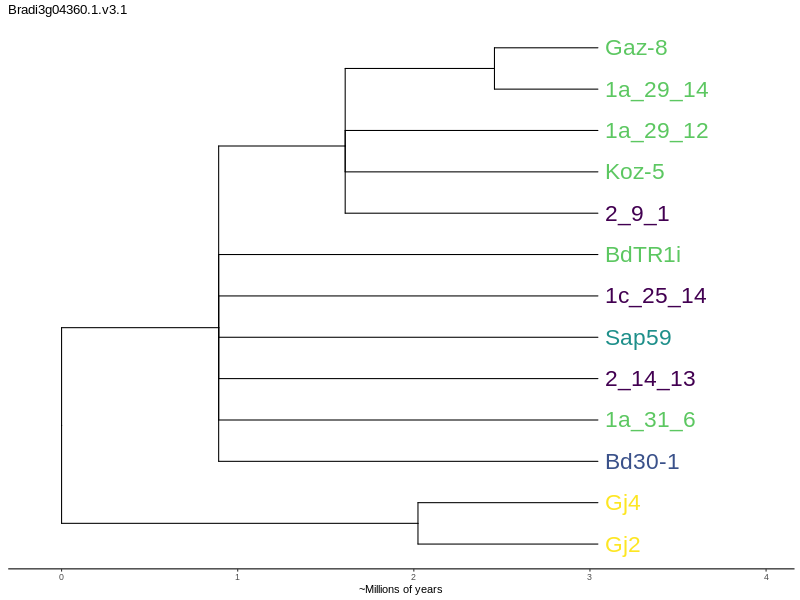 Bradi3g04360.1.v3.1
Gaz-8
1a_29_14
1a_29_12
Koz-5
2_9_1
BdTR1i
1c_25_14
Sap59
2_14_13
1a_31_6
Bd30-1
Gj4
Gj2
0 1 2 3 4
~Millions of years